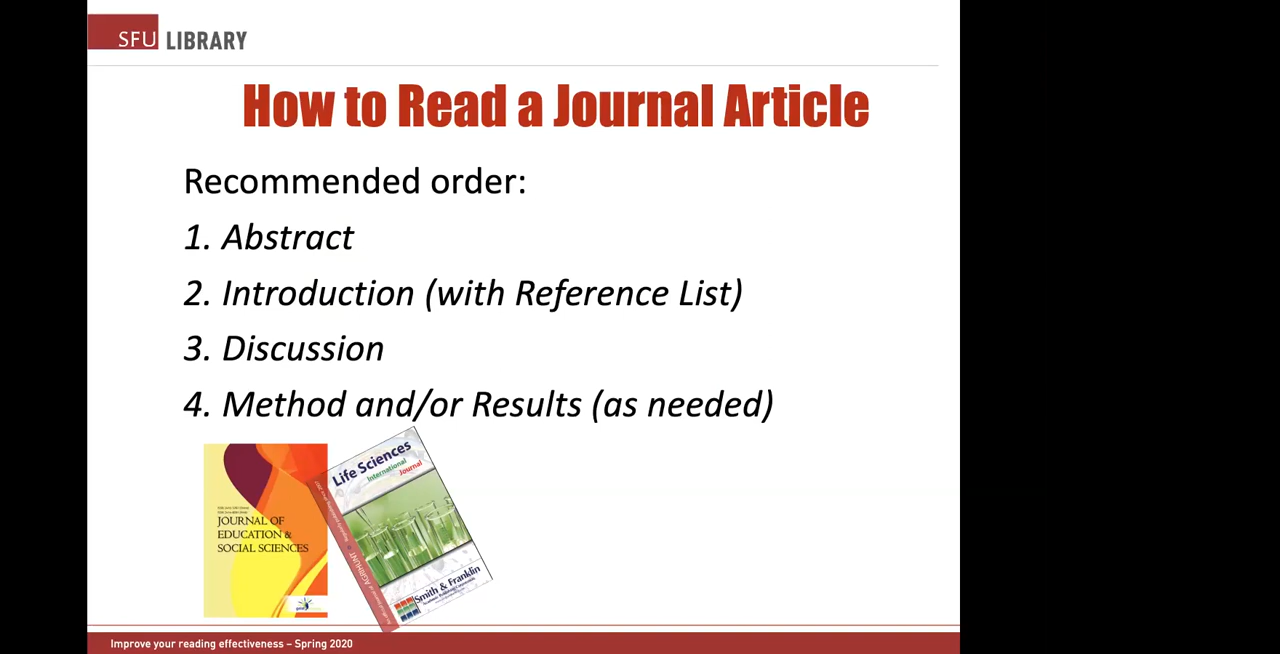 SFU LIBRARY
How to Read a Journal Article
Recommended order:
1. Abstract
2. Introduction (with Reference List)
3. Discussion
4. Method and/or Results (as needed)
JOURNAL OF
EDUCATION &
SOCIAL SCIENCES
Life Sciences
International
Journal
AGRIHUNT
Smith & Franklin
Improve your reading effectiveness – Spring 2020